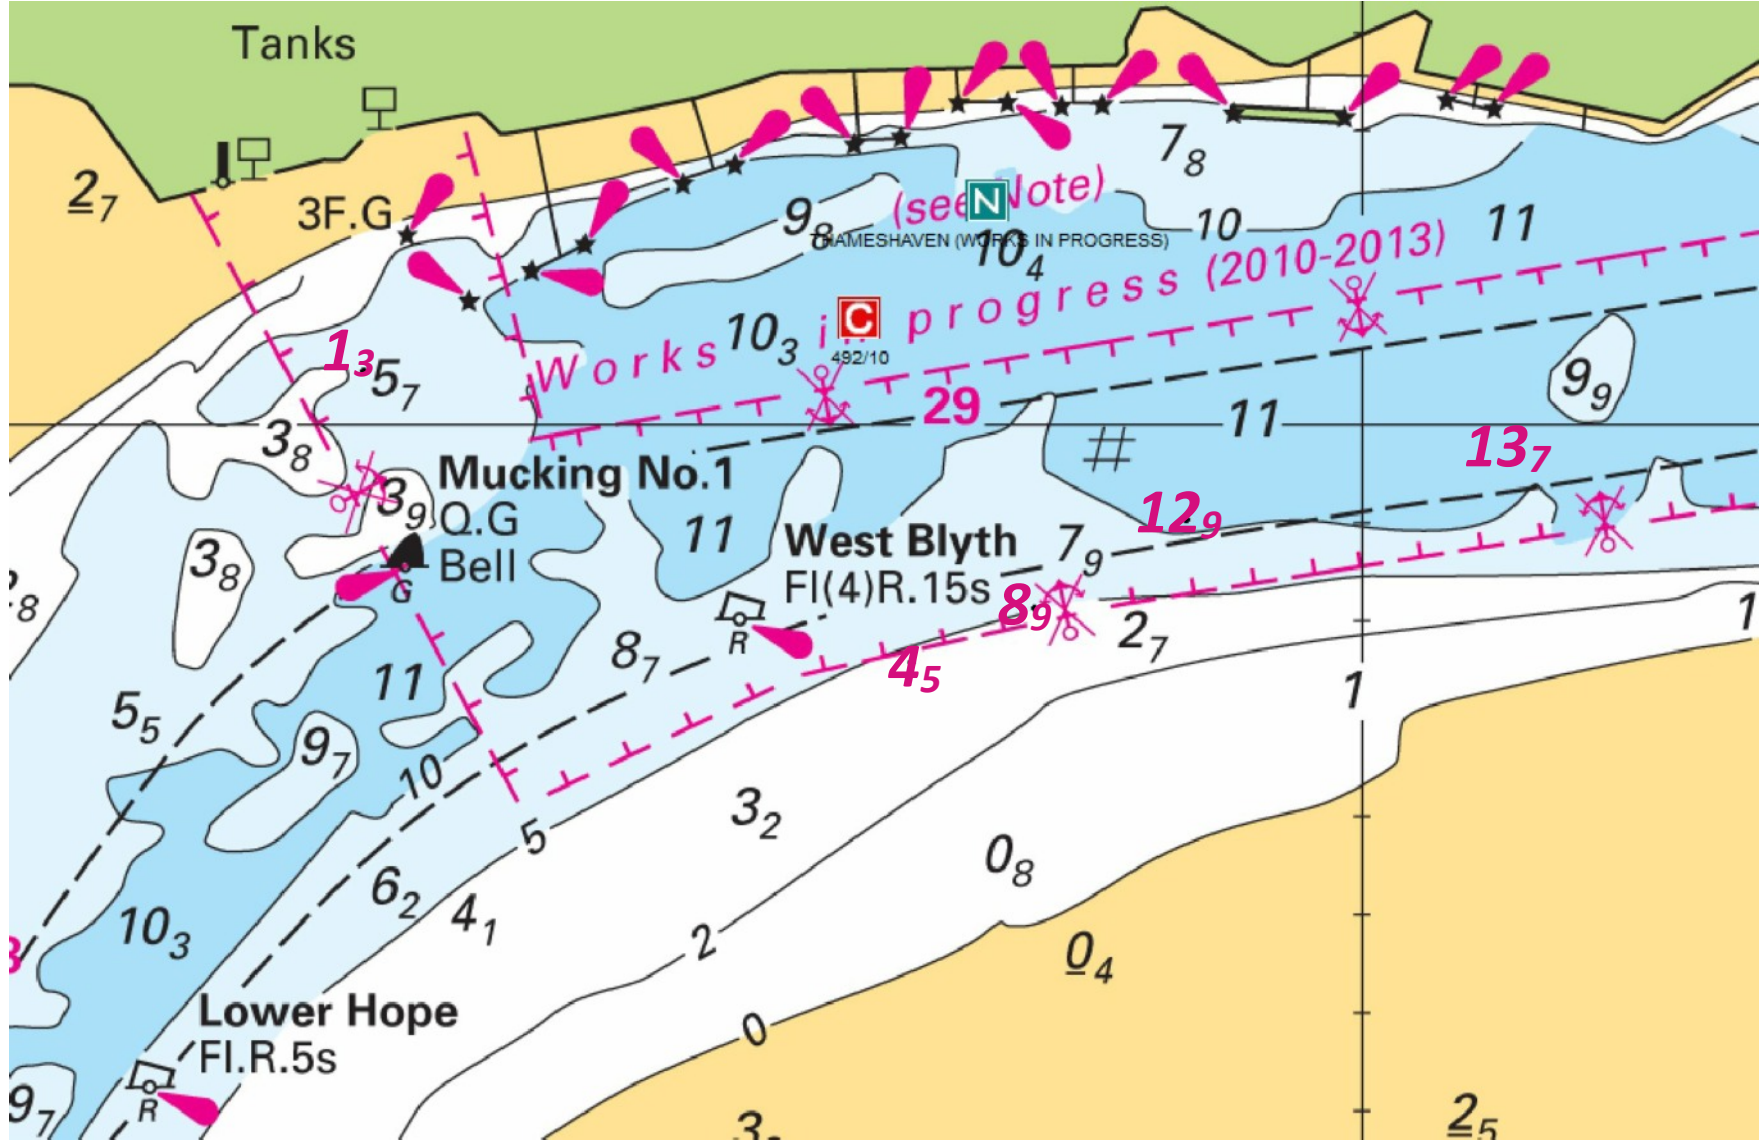 Tanks
2₇
3F.G
7₈
(see Note)
N
9₈
THAMESHAVEN (WORKS IN PROGRESS)
10
11
10₄
Works in progress (2010-2013)
10₃
C
492/10
1₃
5₇
29
9₉
11
3₈
13₇
Mucking No.1
3₉
Q.G
Bell
G
12₉
11
West Blyth
Fl(4)R.15s
7₉
3₈
8₉
R
2₇
1
8₇
4₅
11
1
5₅
9₇
10
3₂
5
0₈
6₂
4₁
10₃
2
0₄
Lower Hope
Fl.R.5s
0
R
9₇
2₅